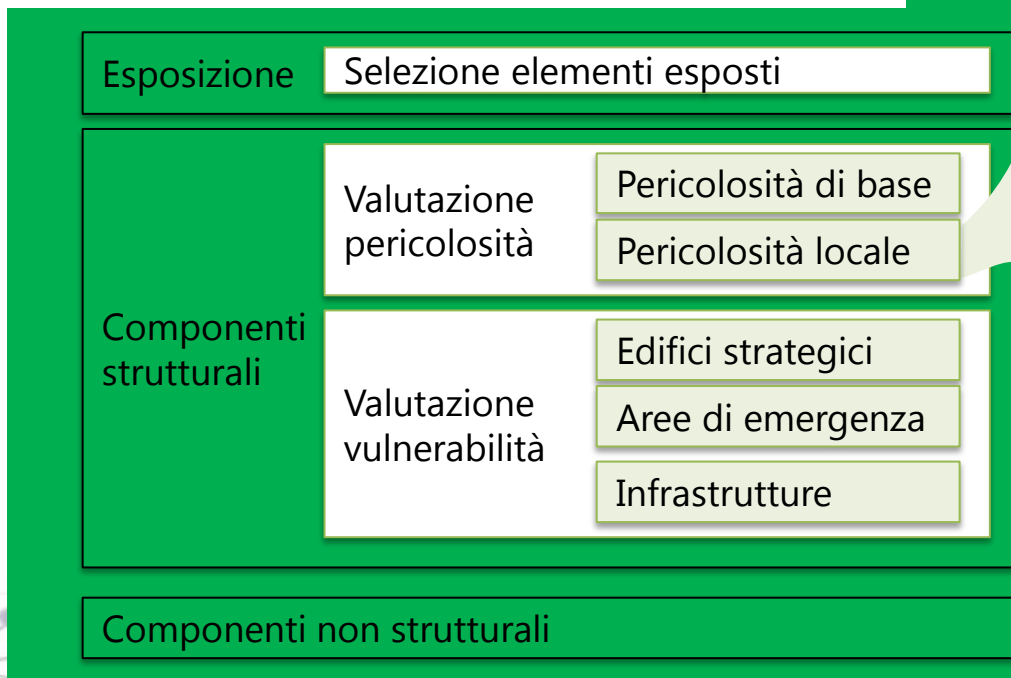 Esposizione
Selezione elementi esposti
Componenti
strutturali
Valutazione
pericolosità
Pericolosità di base
Pericolosità locale
Valutazione
vulnerabilità
Edifici strategici
Aree di emergenza
Infrastrutture
Componenti non strutturali